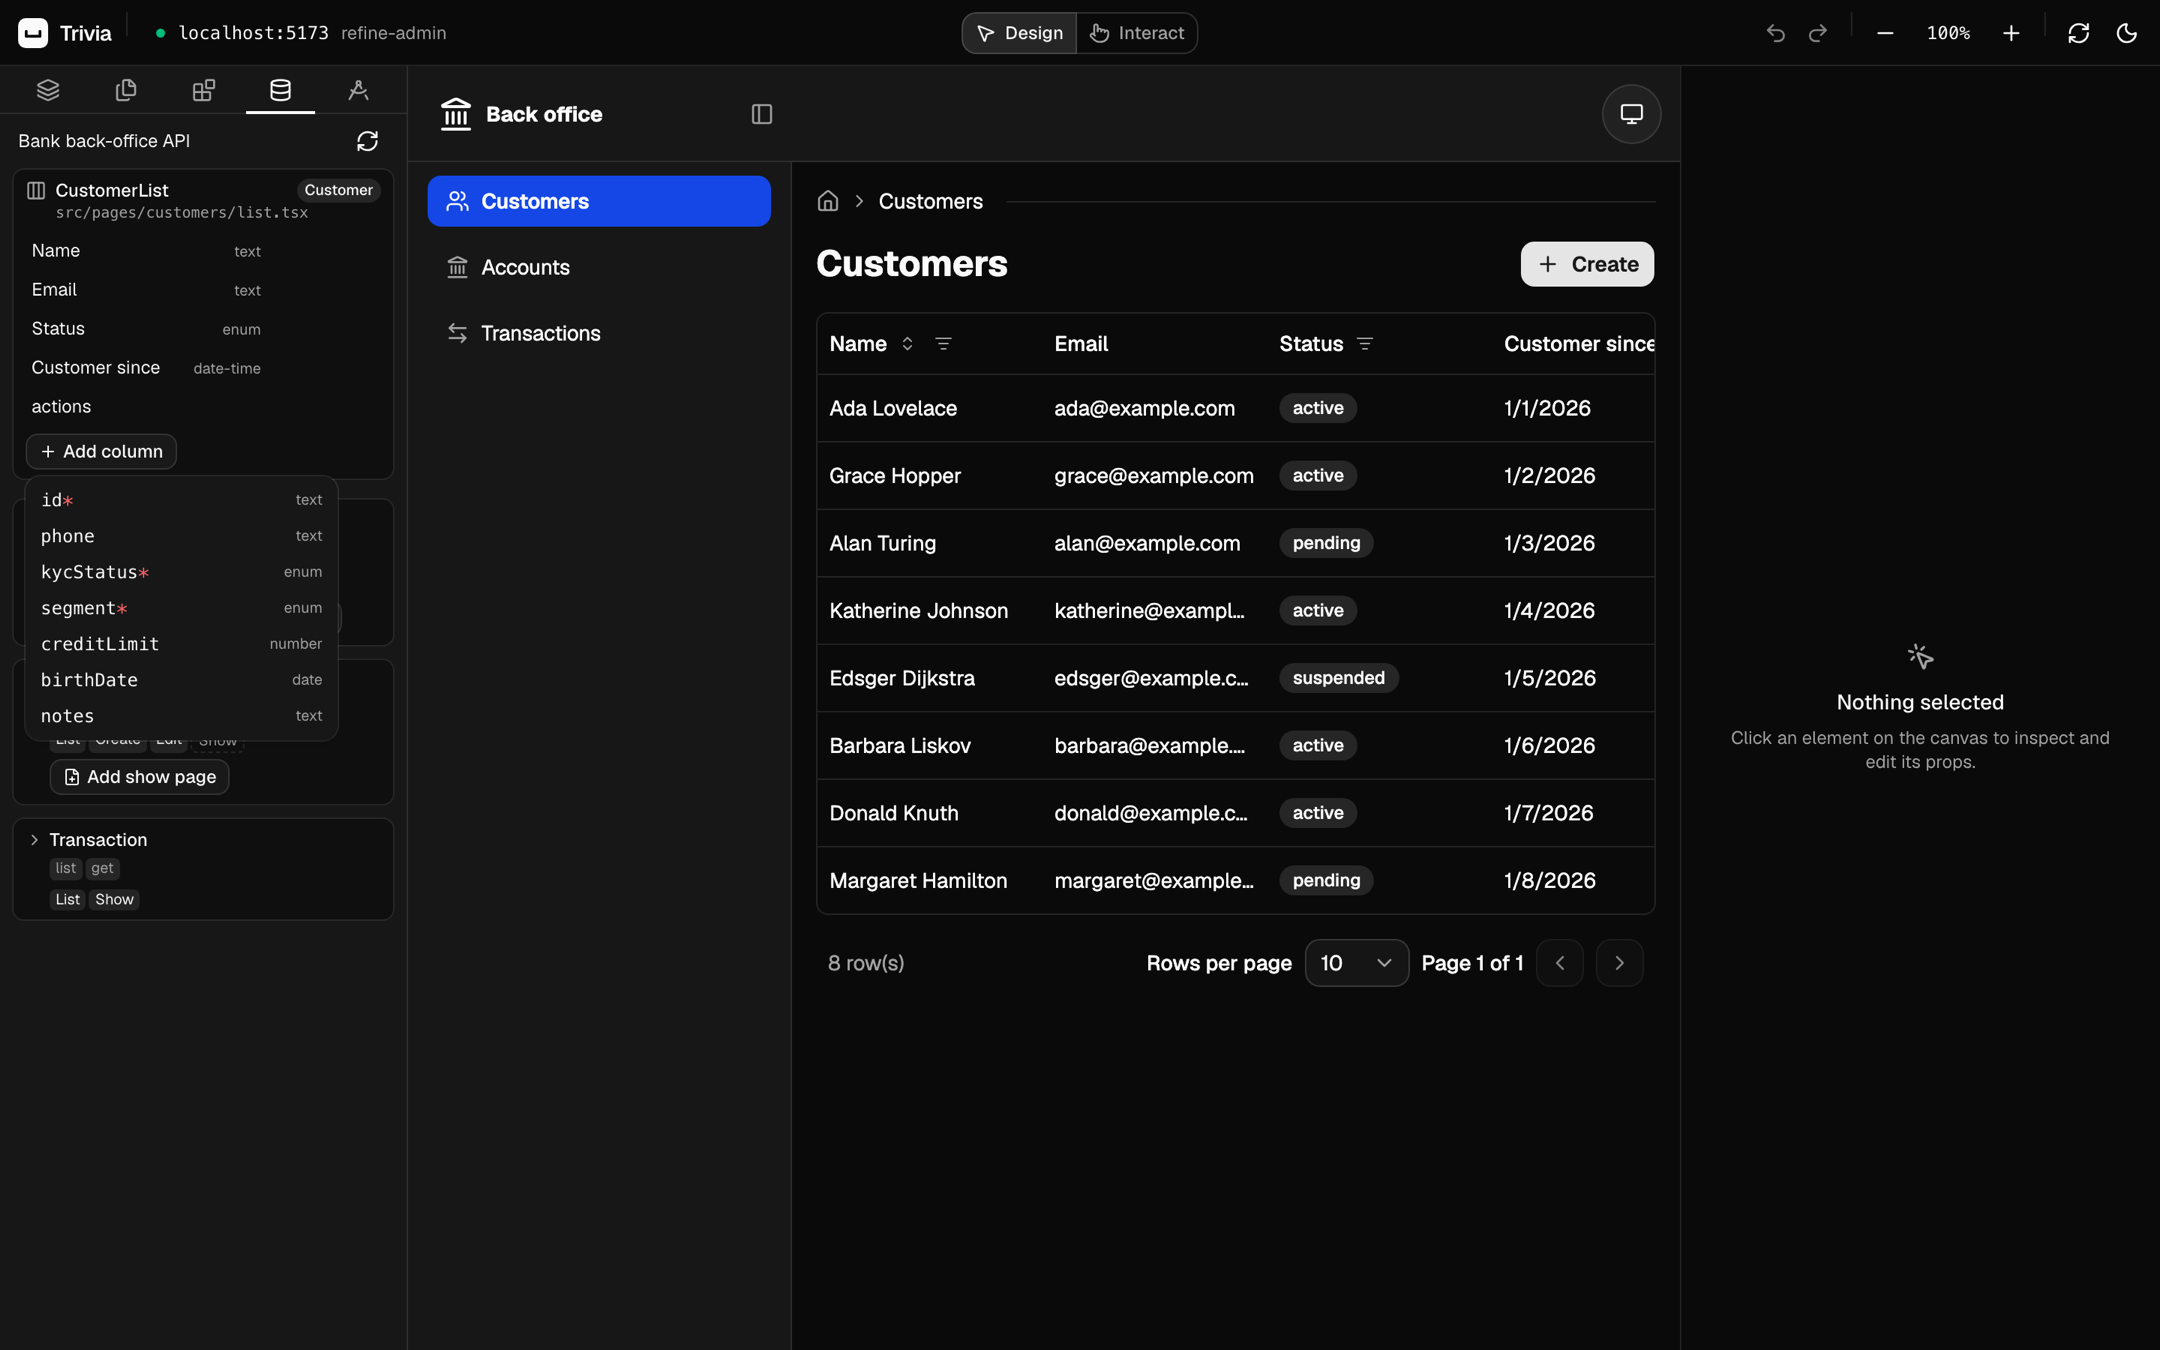 Trivia
localhost:5173 refine-admin
Design
Interact
100%
Bank back-office API
CustomerList Customer
src/pages/customers/list.tsx
Name text
Email text
Status enum
Customer since date-time
actions
+ Add column
id* text
phone text
kycStatus* enum
segment* enum
creditLimit number
birthDate date
notes text
List Create Edit Show
Add show page
Transaction
list get
List Show
Back office
Customers
Accounts
Transactions
Customers
Customers
+ Create
Name Email Status Customer since
Ada Lovelace ada@example.com active 1/1/2026
Grace Hopper grace@example.com active 1/2/2026
Alan Turing alan@example.com pending 1/3/2026
Katherine Johnson katherine@exampl... active 1/4/2026
Edsger Dijkstra edsger@example.c... suspended 1/5/2026
Barbara Liskov barbara@example.... active 1/6/2026
Donald Knuth donald@example.c... active 1/7/2026
Margaret Hamilton margaret@example... pending 1/8/2026
8 row(s) Rows per page 10 Page 1 of 1
Nothing selected
Click an element on the canvas to inspect and
edit its props.